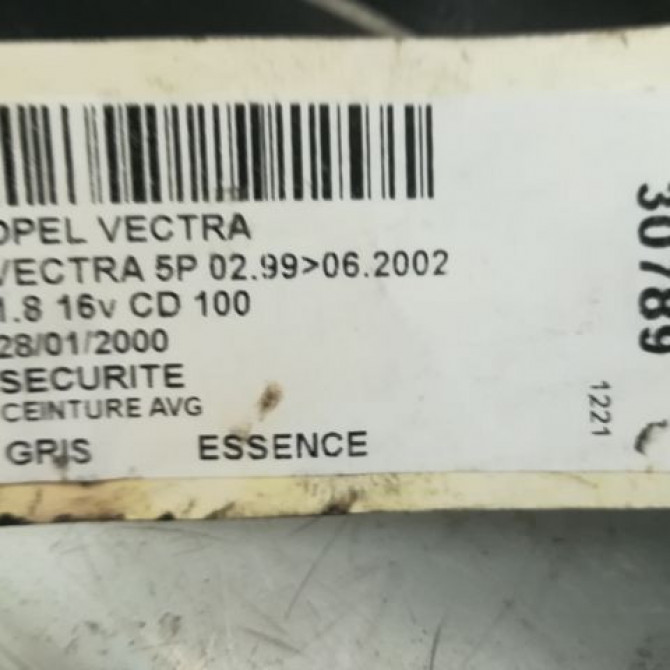 OPEL VECTRA
VECTRA 5P 02.99>06.2002
1.8 16v CD 100
28/01/2000
SECURITE
CEINTURE AVG
GRIS ESSENCE
1221
30789